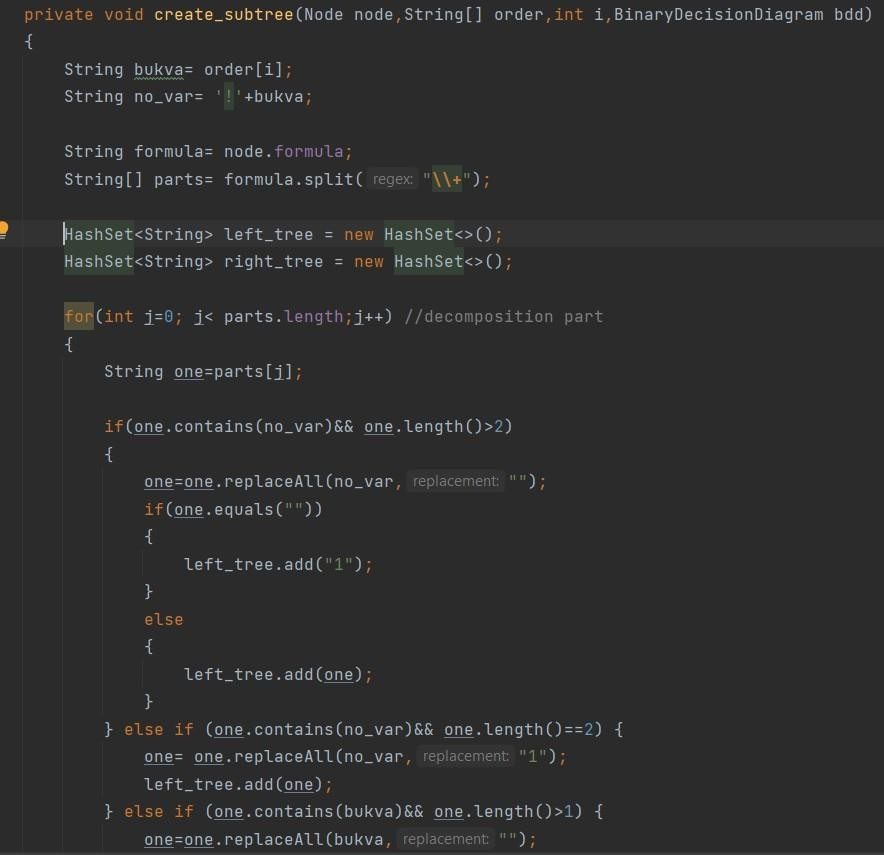 private void create_subtree(Node node,String[] order,int i,BinaryDecisionDiagram bdd)
{
String bukva= order[i];
String no_var= '!'+bukva;
String formula= node.formula;
String[] parts= formula.split( regex: "\\+");
HashSet<String> left_tree = new HashSet<>();
HashSet<String> right_tree = new HashSet<>();
for(int j=0; j< parts.length;j++) //decomposition part
{
String one=parts[j];
if(one.contains(no_var)&& one.length()>2)
{
one=one.replaceAll(no_var, replacement: "");
if(one.equals(""))
{
left_tree.add("1");
}
else
{
left_tree.add(one);
}
} else if (one.contains(no_var)&& one.length()==2) {
one= one.replaceAll(no_var, replacement: "1");
left_tree.add(one);
} else if (one.contains(bukva)&& one.length()>1) {
one=one.replaceAll(bukva, replacement: "");